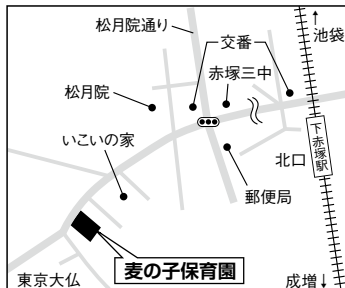 松月院通り
交番
↑
池袋
赤塚三中
松月院
いこいの家
北口
下赤塚駅
郵便局
麦の子保育園
東京大仏
成増↓